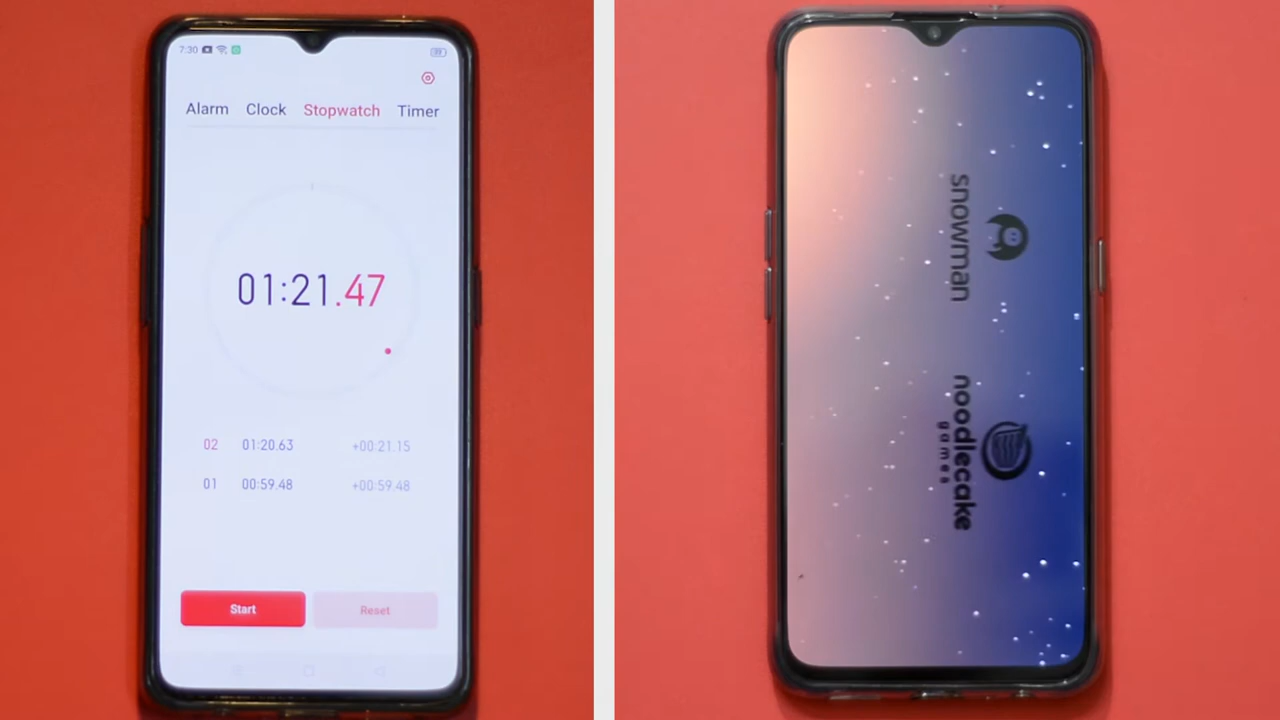 7:30
89
Alarm Clock Stopwatch Timer
01:21.47
02 01:20.63 +00:21.15
01 00:59.48 +00:59.48
Start Reset
snowman
noodlecake
games